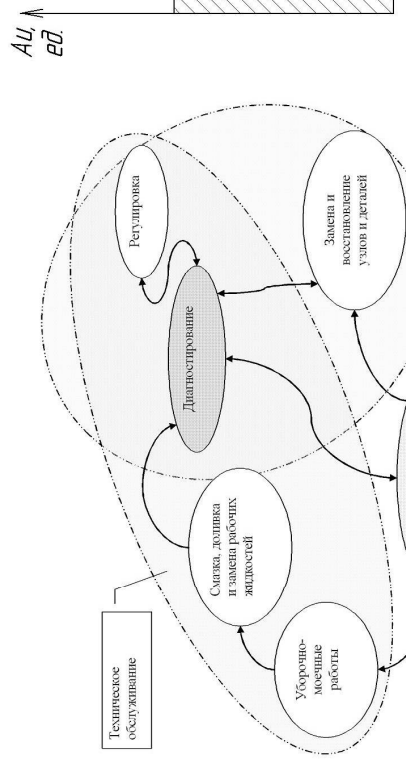 Аи,
ед.
Техническое
обслуживание
Уборочно-
моечные
работы
Смазка, доливка
и замена рабочих
жидкостей
Диагностирование
Регулировка
Замена и
восстановление
узлов и деталей